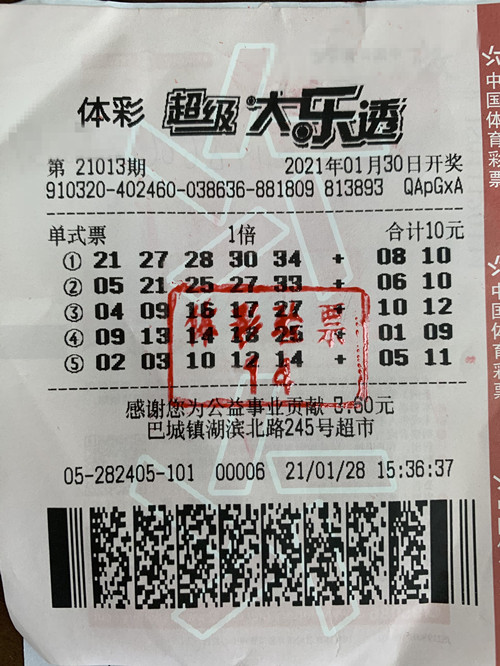 体彩 超级大乐透
第 21013期 2021年01月30日开奖
910320-402460-038636-881809 813893 QApGxA
单式票 1倍 合计10元
① 21 27 28 30 34 + 08 10
② 05 21 25 27 33 + 06 10
③ 04 09 16 17 27 + 10 12
④ 09 13 14 18 25 + 01 09
⑤ 02 03 10 12 14 + 05 11
14
感谢您为公益事业贡献 3.60元
巴城镇湖滨北路245号超市
05-282405-101 00006 21/01/28 15:36:37
中国体育彩票
中国体